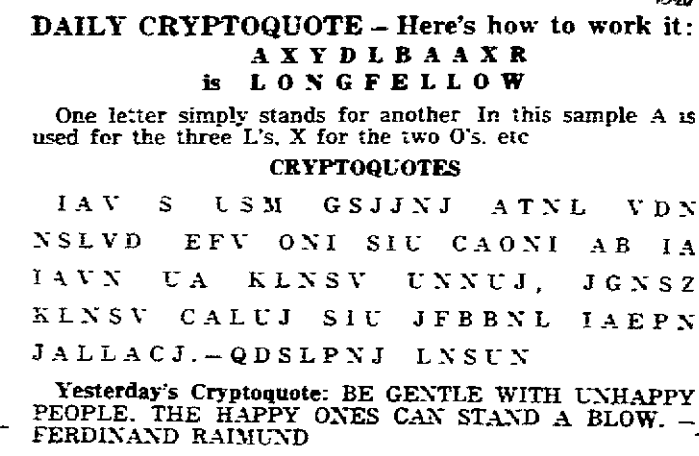 DAILY CRYPTOQUOTE – Here's how to work it:
A X Y D L B A A X R
is L O N G F E L L O W
One letter simply stands for another In this sample A is
used for the three L's, X for the two O's. etc
CRYPTOQUOTES
I A V S U S M G S J J N J A T N L V D N
N S L V D E F V O N I S I U C A O N I A B I A
I A V N U A K L N S V U N N U J , J G N S Z
K L N S V C A L U J S I U J F B B N L I A E P N
J A L L A C J . – Q D S L P N J L N S U N
Yesterday's Cryptoquote: BE GENTLE WITH UNHAPPY
PEOPLE. THE HAPPY ONES CAN STAND A BLOW. –
FERDINAND RAIMUND